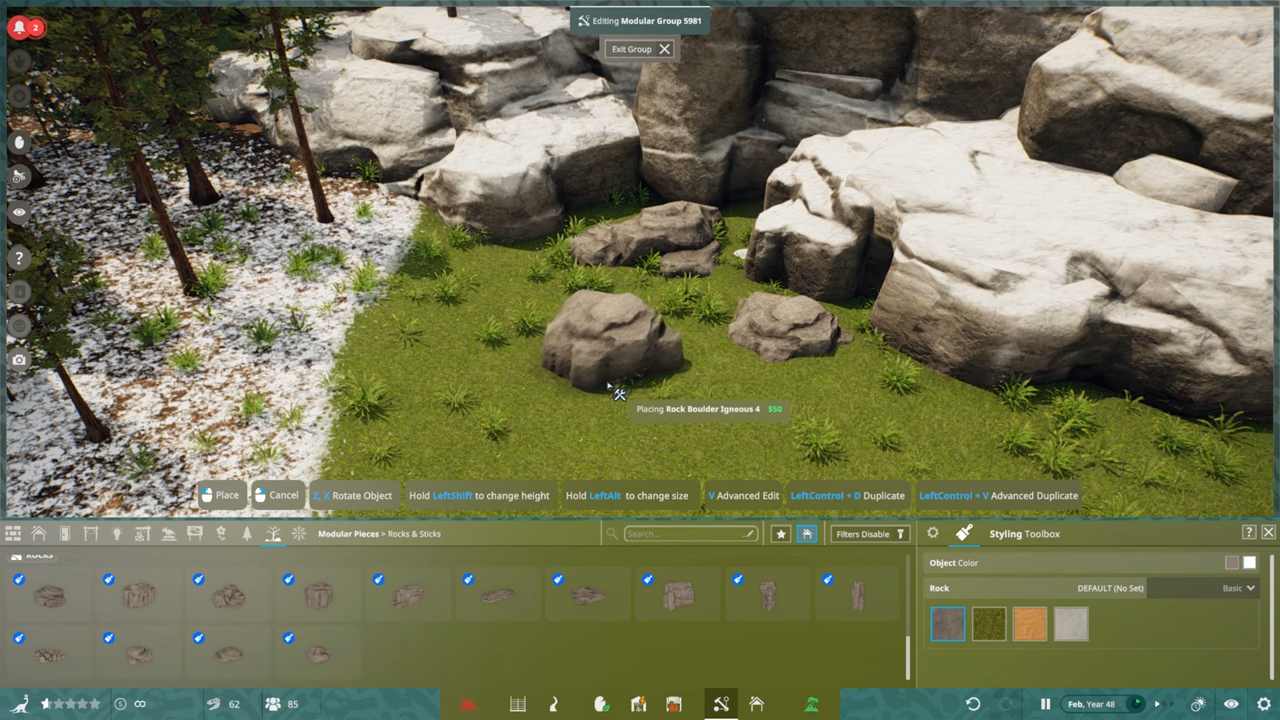 Editing Modular Group 5981
2
Exit Group
Placing Rock Boulder Igneous 4 $50
Place
Cancel
Z, X Rotate Object
Hold LeftShift to change height
Hold LeftAlt to change size
V Advanced Edit
LeftControl + D Duplicate
LeftControl + V Advanced Duplicate
Modular Pieces > Rocks & Sticks
Search...
Filters Disable
Styling Toolbox
?
ROCKS
Object Color
Rock
DEFAULT (No Set)
Basic
?
62
85
Feb, Year 48